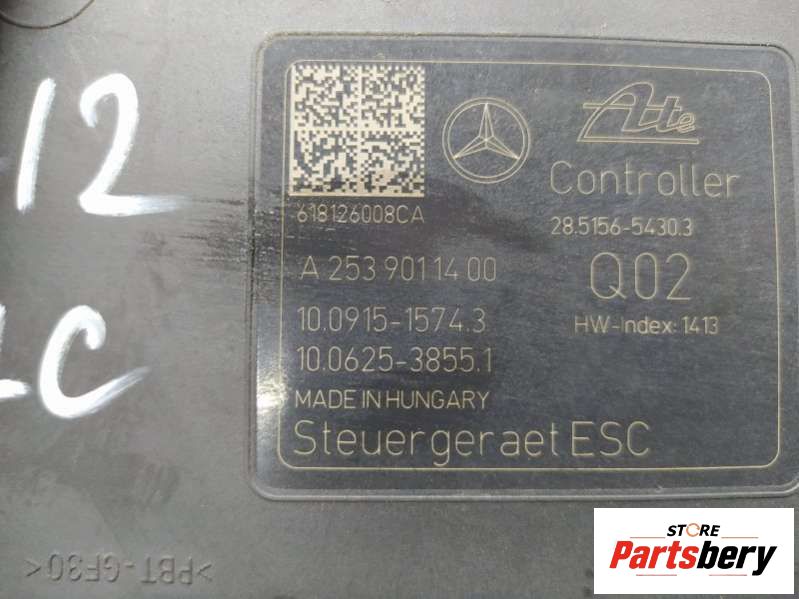 12
C
Ate
Controller
618126008CA
28.5156-5430.3
A 253 901 14 00
Q02
10.0915-1574.3
HW-Index: 1413
10.0625-3855.1
MADE IN HUNGARY
Steuergeraet ESC
>PBT-GF30<
STORE
Partsbery